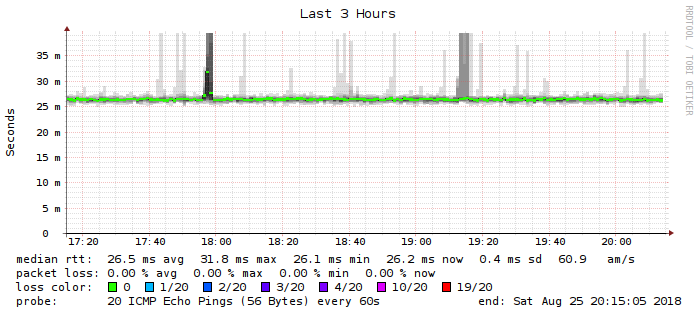 Last 3 Hours
RRDTOOL / TOBI OETIKER
Seconds
35 m
30 m
25 m
20 m
15 m
10 m
5 m
0
17:20 17:40 18:00 18:20 18:40 19:00 19:20 19:40 20:00
median rtt: 26.5 ms avg 31.8 ms max 26.1 ms min 26.2 ms now 0.4 ms sd 60.9 am/s
packet loss: 0.00 % avg 0.00 % max 0.00 % min 0.00 % now
loss color: 0 1/20 2/20 3/20 4/20 10/20 19/20
probe: 20 ICMP Echo Pings (56 Bytes) every 60s end: Sat Aug 25 20:15:05 2018